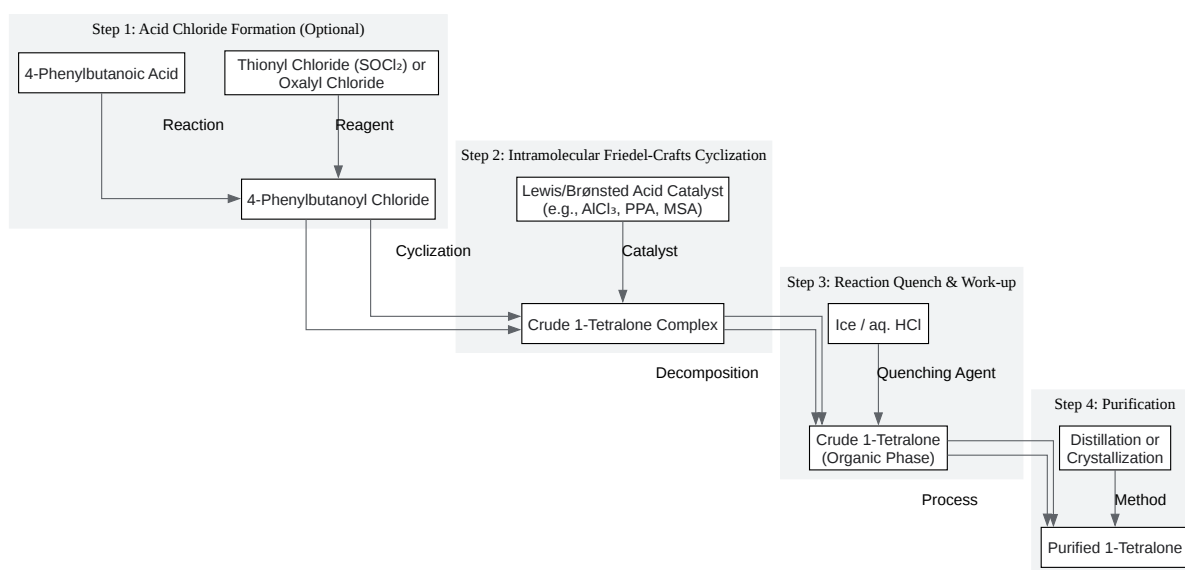 Step 1: Acid Chloride Formation (Optional)
4-Phenylbutanoic Acid
Thionyl Chloride (SOCl₂) or
Oxalyl Chloride
Reaction
Reagent
4-Phenylbutanoyl Chloride
Step 2: Intramolecular Friedel-Crafts Cyclization
Lewis/Brønsted Acid Catalyst
(e.g., AlCl₃, PPA, MSA)
Cyclization
Catalyst
Crude 1-Tetralone Complex
Step 3: Reaction Quench & Work-up
Ice / aq. HCl
Decomposition
Quenching Agent
Crude 1-Tetralone
(Organic Phase)
Step 4: Purification
Distillation or
Crystallization
Process
Method
Purified 1-Tetralone